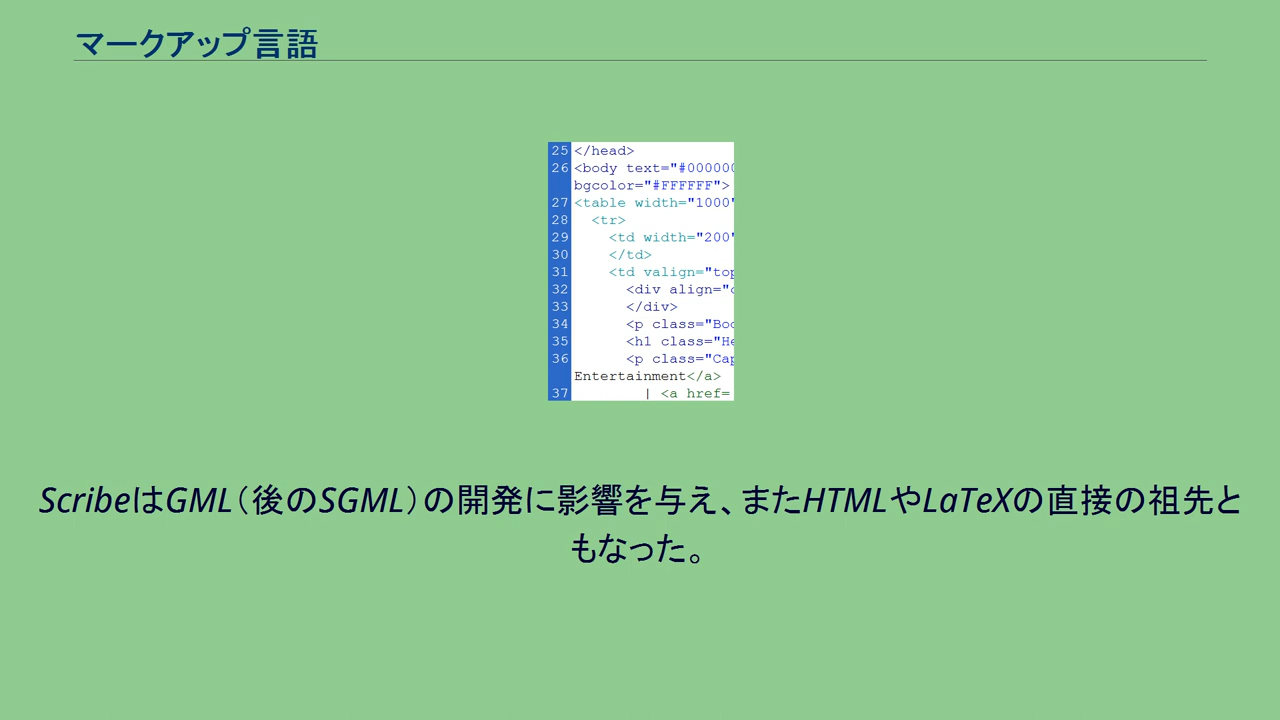 マークアップ言語
25 </head>
26 <body text="#000000
bgcolor="#FFFFFF">
27 <table width="1000"
28 <tr>
29 <td width="200"
30 </td>
31 <td valign="top
32 <div align="c
33 </div>
34 <p class="Boo
35 <h1 class="He
36 <p class="Cap
Entertainment</a>
37 | <a href=
ScribeはGML（後のSGML）の開発に影響を与え、またHTMLやLaTeXの直接の祖先と
もなった。